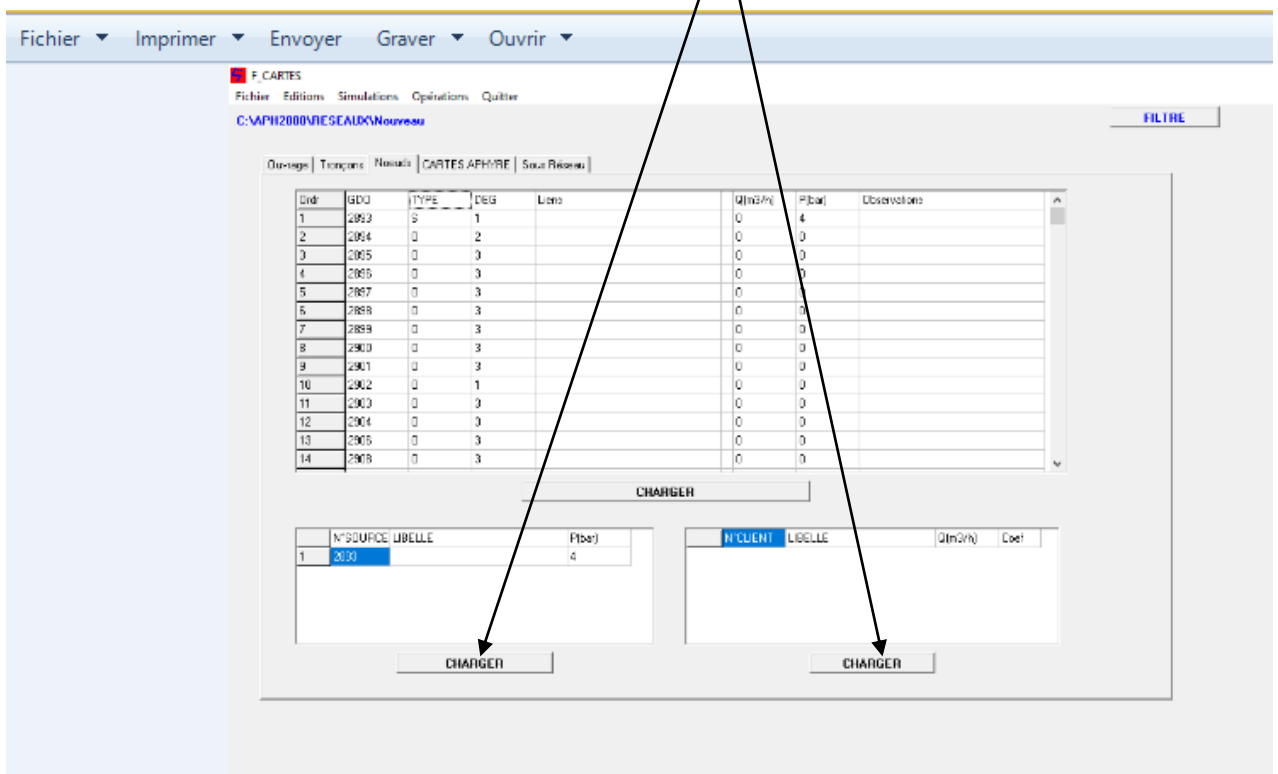 Fichier Imprimer Envoyer Graver Ouvrir
F_CARTES
Fichier Editions Simulations Opérations Quitter
C:\APH2000\RESEAUX\Nouveau FILTRE
Ouvrage Tronçons Noeuds CARTES APHYRE Sous Réseau
Ordr GDO TYPE DEG Liens Q(m3/h) P(bar) Observations
1 2893 S 1 0 4
2 2894 0 2 0 0
3 2895 0 3 0 0
4 2896 0 3 0 0
5 2897 0 3 0 0
6 2898 0 3 0 0
7 2899 0 3 0 0
8 2900 0 3 0 0
9 2901 0 3 0 0
10 2902 0 1 0 0
11 2903 0 3 0 0
12 2904 0 3 0 0
13 0 3 0 0
14 0 3 0 0
CHARGER
N°SOURCE LIBELLE P(bar)
1 2893 4
N°CLIENT LIBELLE Q(m3/h) Coef
CHARGER
CHARGER